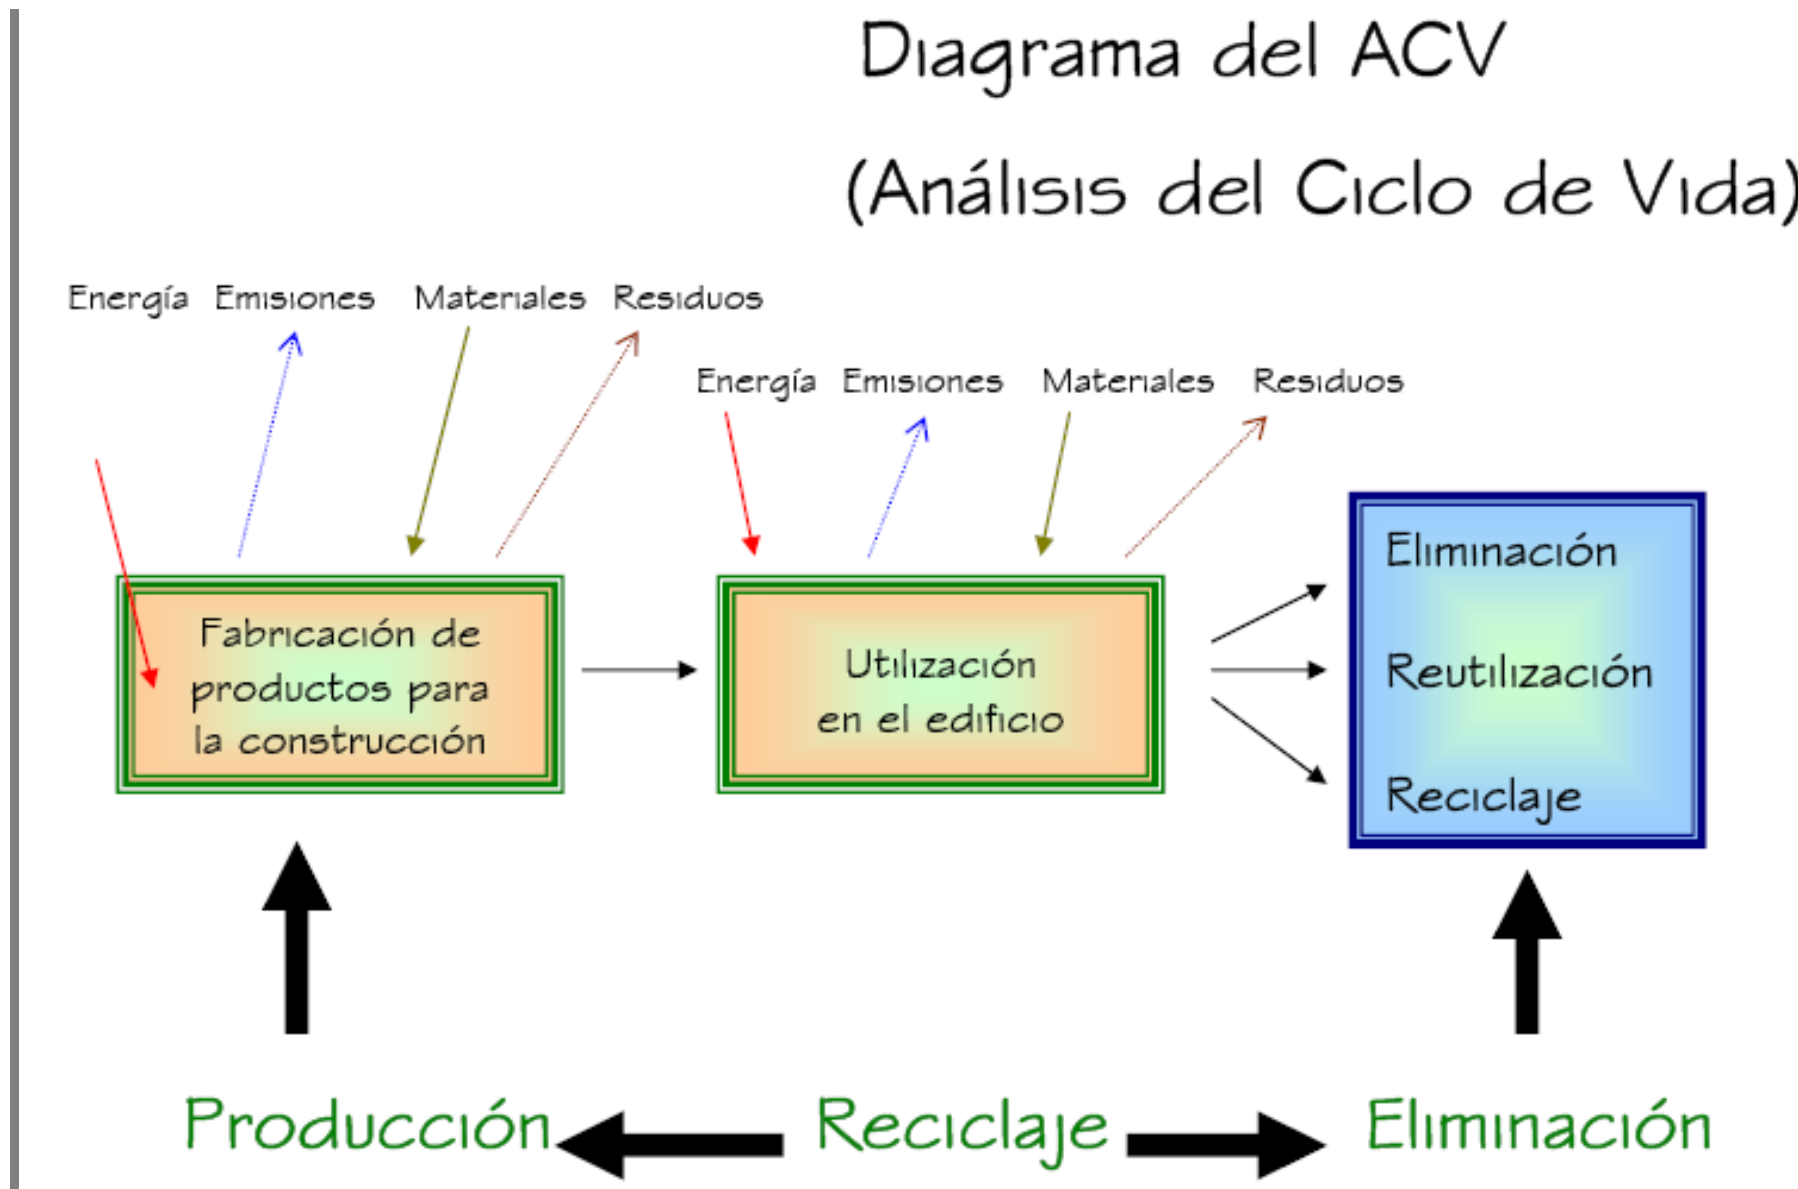 Diagrama del ACV
(Análisis del Ciclo de Vida)
Energía Emisiones Materiales Residuos
Energía Emisiones Materiales Residuos
Fabricación de
productos para
la construcción
Utilización
en el edificio
Eliminación
Reutilización
Reciclaje
Producción Reciclaje Eliminación